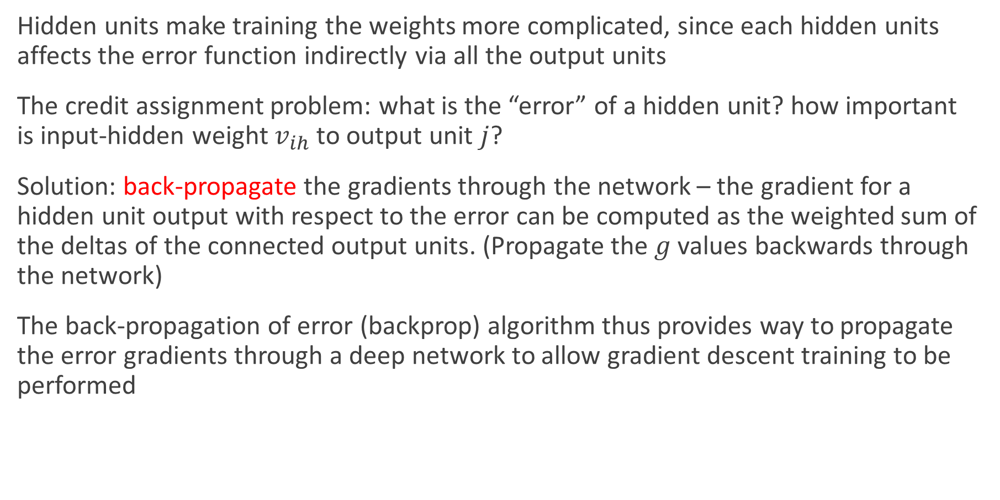 Hidden units make training the weights more complicated, since each hidden units
affects the error function indirectly via all the output units
The credit assignment problem: what is the “error” of a hidden unit? how important
is input-hidden weight $v_{ih}$ to output unit $j$?
Solution: back-propagate the gradients through the network – the gradient for a
hidden unit output with respect to the error can be computed as the weighted sum of
the deltas of the connected output units. (Propagate the $g$ values backwards through
the network)
The back-propagation of error (backprop) algorithm thus provides way to propagate
the error gradients through a deep network to allow gradient descent training to be
performed